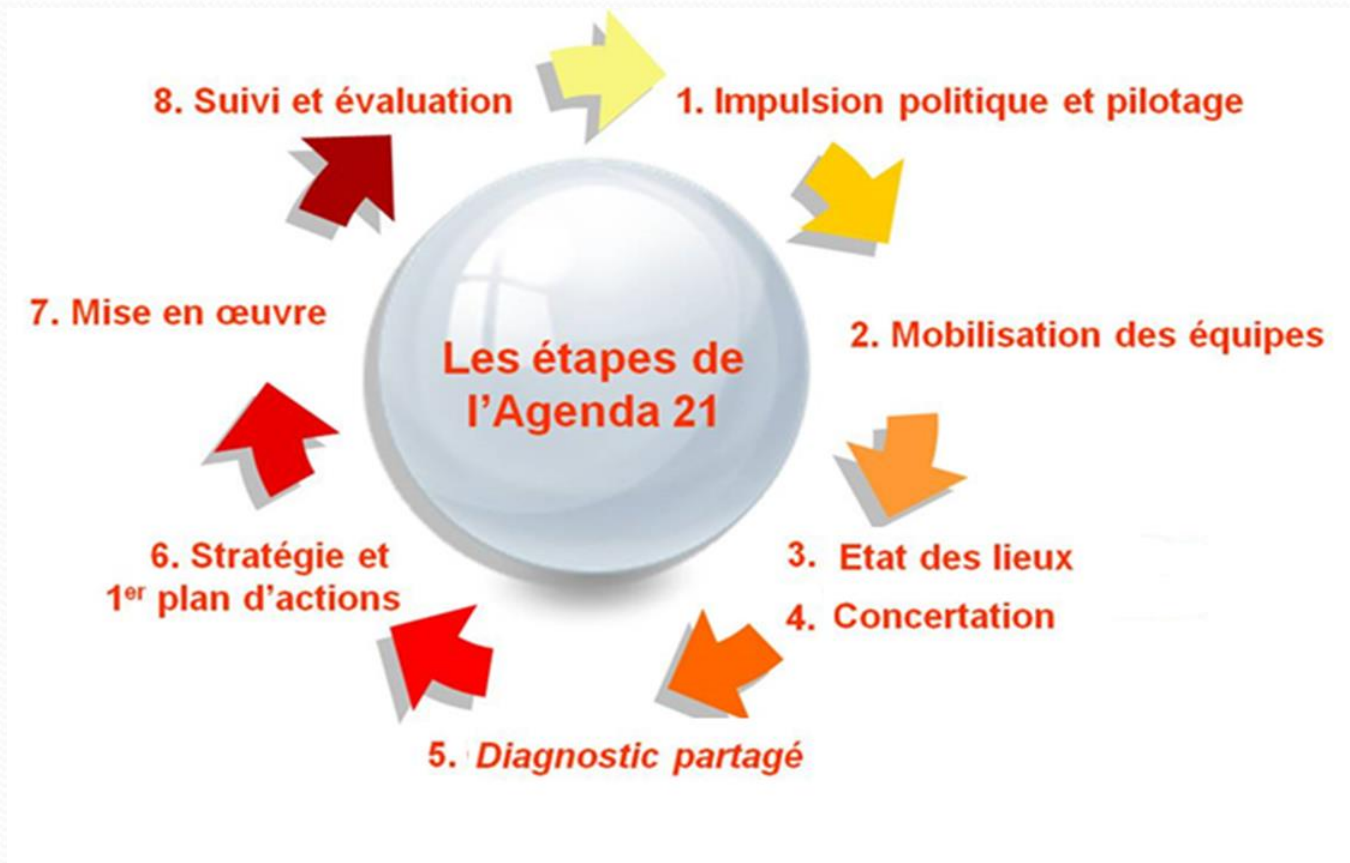 Les étapes de
l’Agenda 21
1. Impulsion politique et pilotage
2. Mobilisation des équipes
3. Etat des lieux
4. Concertation
5. Diagnostic partagé
6. Stratégie et
1er plan d’actions
7. Mise en œuvre
8. Suivi et évaluation